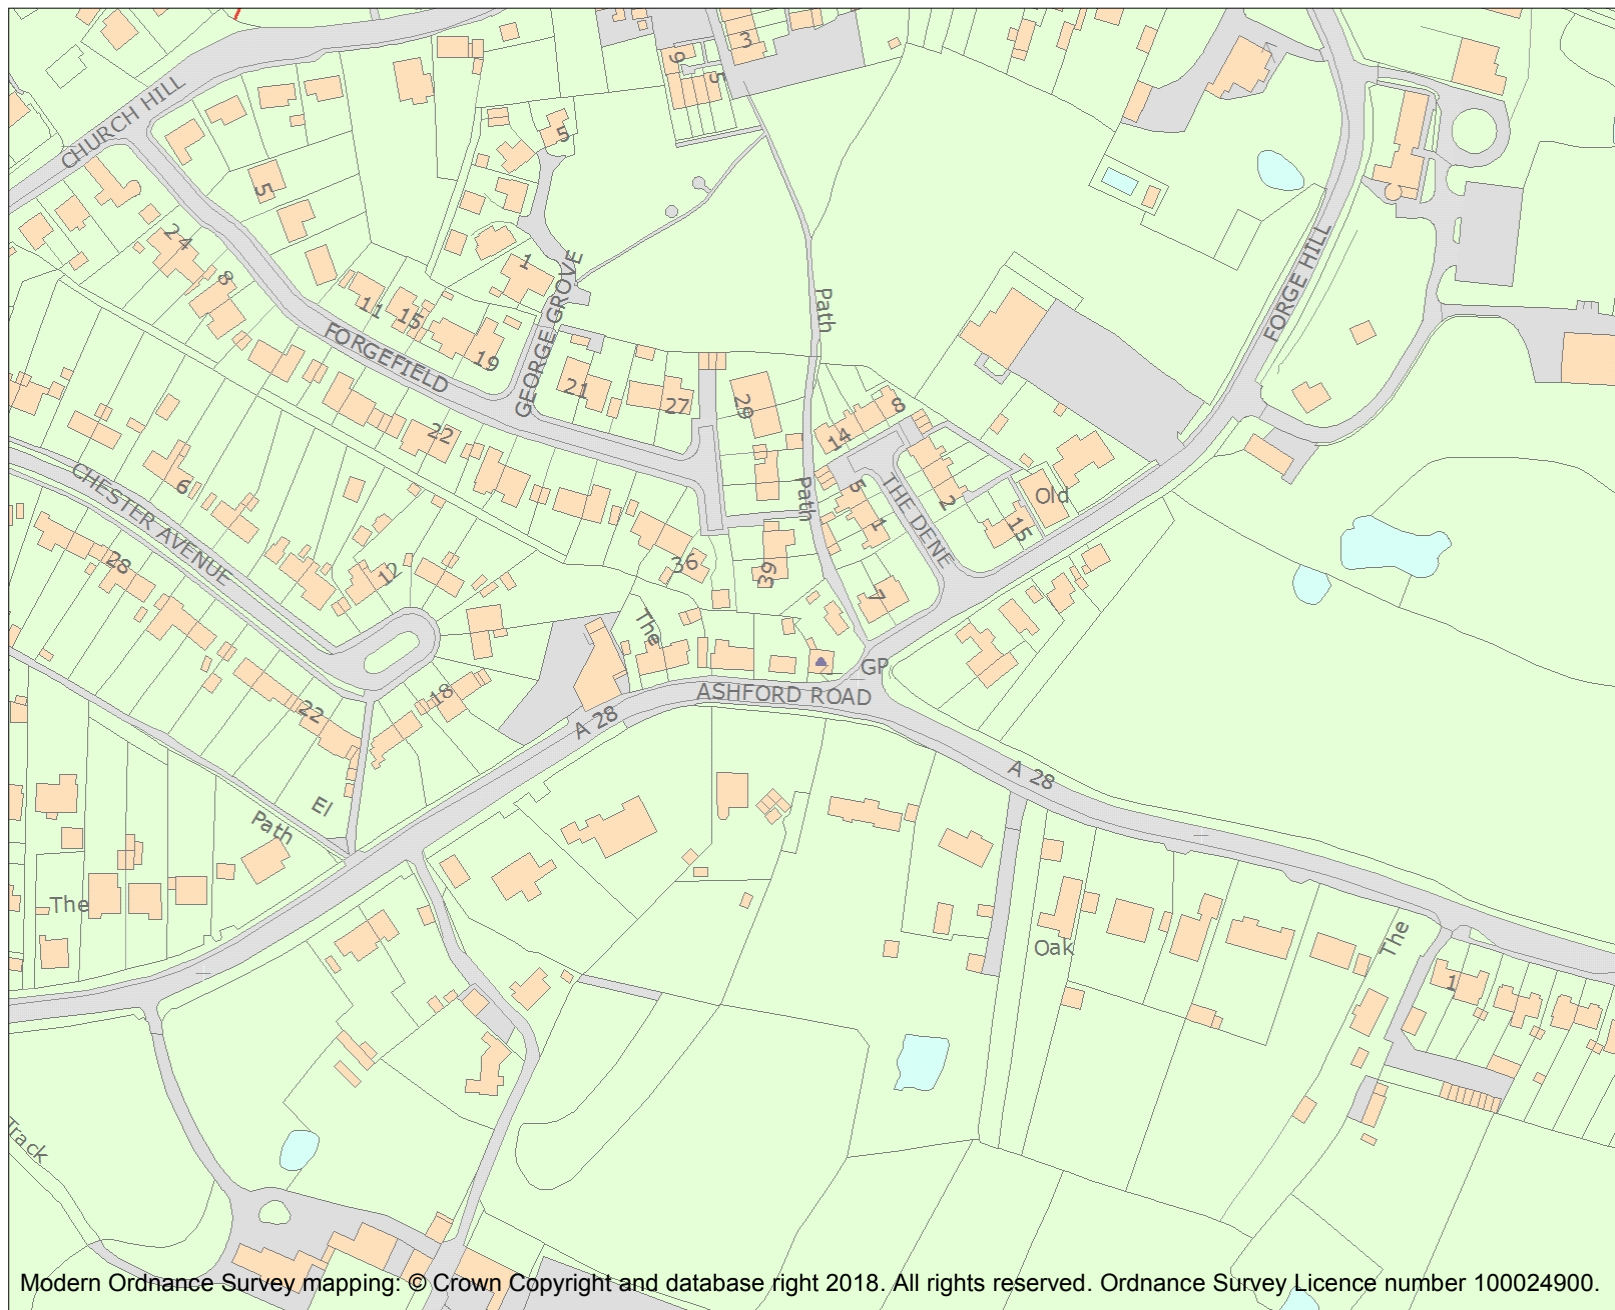 3
9
5
5
CHURCH HILL
5
2 4
8
1
11
15
19
FORGEFIELD
GEORGE GROVE
Path
FORGE HILL
21
27
29
8
14
22
6
CHESTER AVENUE
28
12
Path
5
1
THE DENE
2
15
Old
36
39
7
The
GP
ASHFORD ROAD
A 28
18
22
A 28
El
Path
The
Oak
The
1
Track
Modern Ordnance Survey mapping: © Crown Copyright and database right 2018. All rights reserved. Ordnance Survey Licence number 100024900.